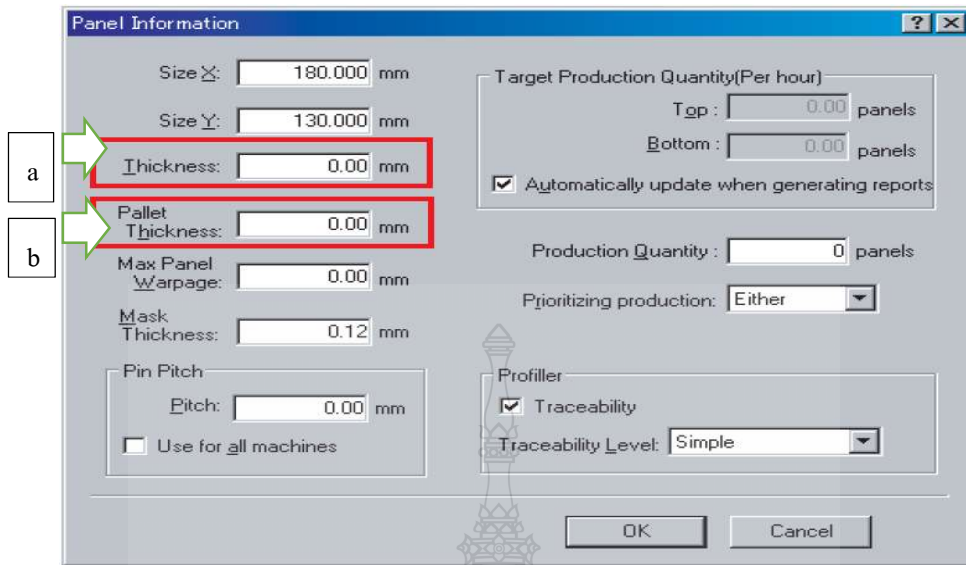 Panel Information
Size X: 180.000 mm
Size Y: 130.000 mm
a
Thickness: 0.00 mm
b
Pallet
Thickness: 0.00 mm
Max Panel
Warpage: 0.00 mm
Mask
Thickness: 0.12 mm
Pin Pitch
Pitch: 0.00 mm
Use for all machines
Target Production Quantity(Per hour)
Top : 0.00 panels
Bottom : 0.00 panels
Automatically update when generating reports
Production Quantity : 0 panels
Prioritizing production: Either
Profiller
Traceability
Traceability Level: Simple
OK
Cancel